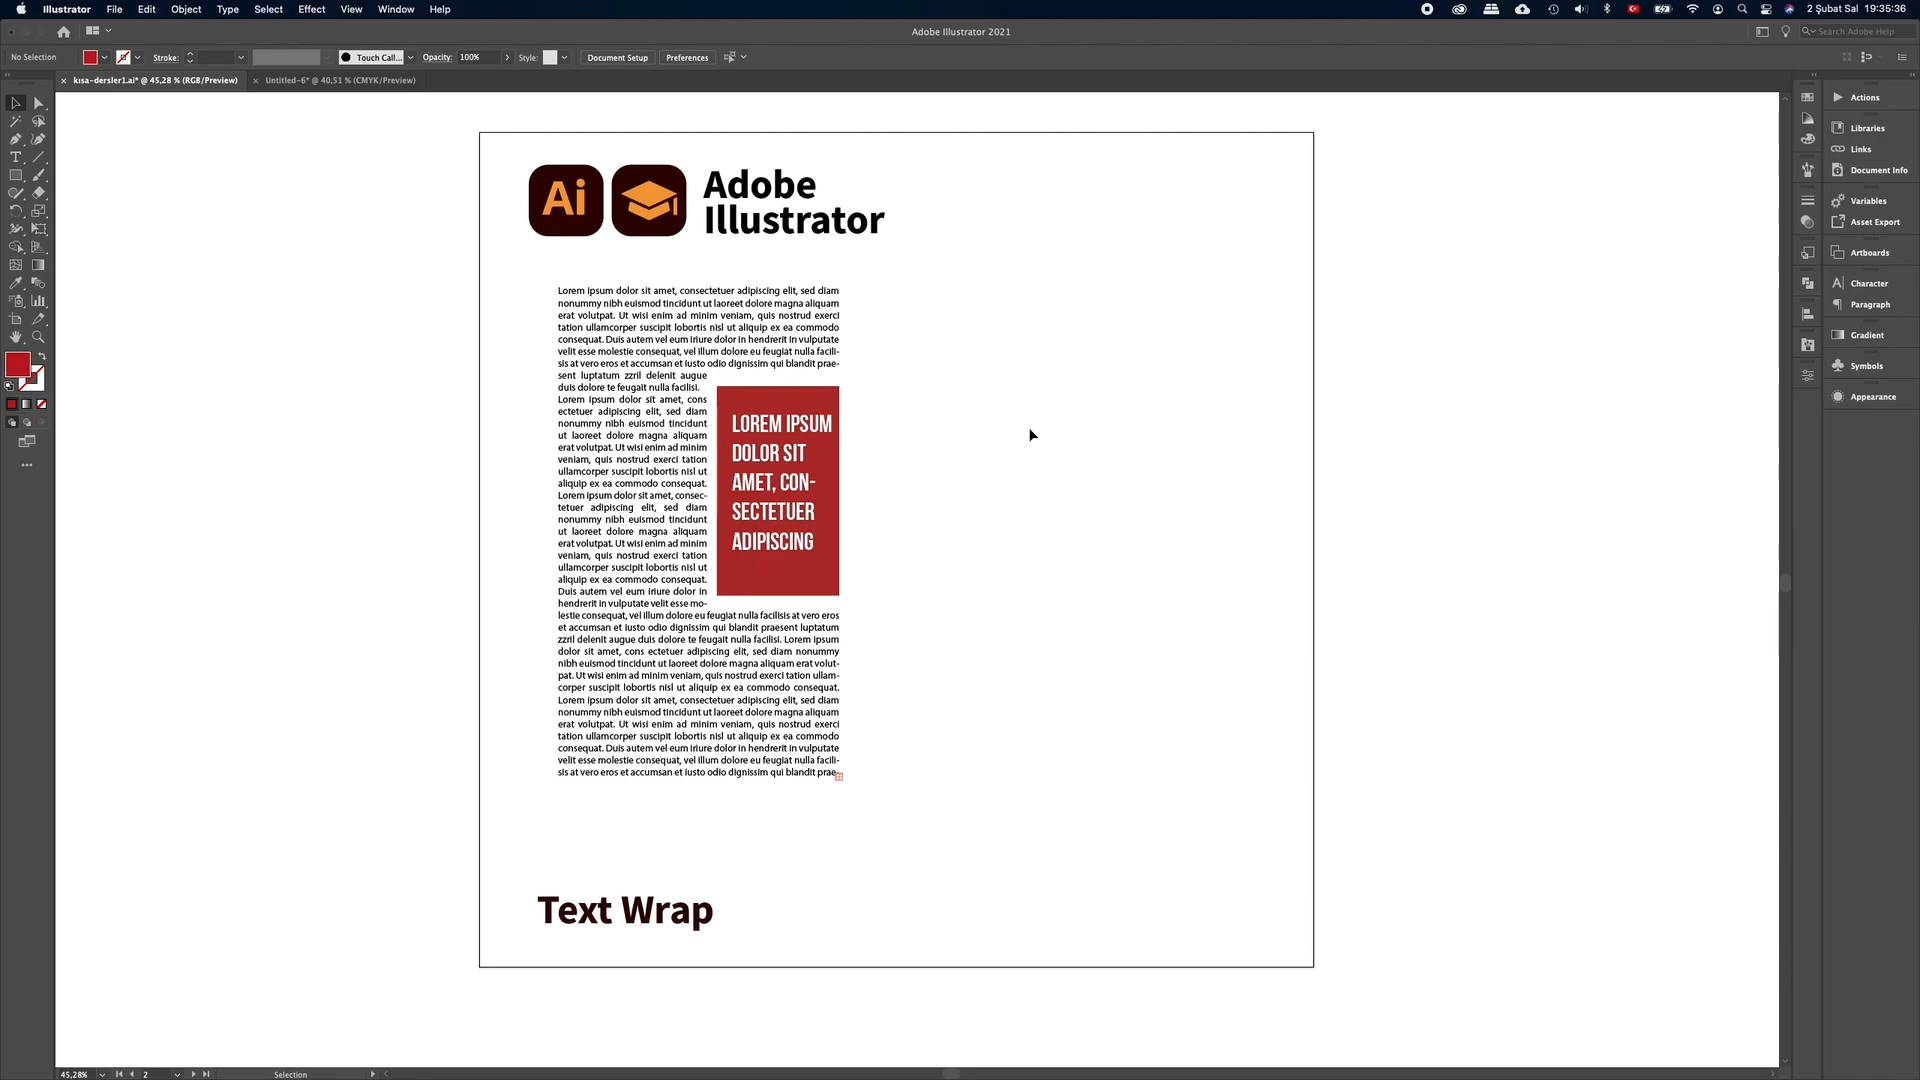 Illustrator File Edit Object Type Select Effect View Window Help
2 Şubat Sal 19:35:36
Adobe Illustrator 2021
Search Adobe Help
No Selection
Stroke:
Touch Call...
Opacity: 100%
Style:
Document Setup
Preferences
kısa-dersler1.ai* @ 45,28 % (RGB/Preview)
Untitled-6* @ 40,51 % (CMYK/Preview)
Actions
Libraries
Links
Document Info
Variables
Asset Export
Artboards
Character
Paragraph
Gradient
Symbols
Appearance
Ai
Adobe
Illustrator
Lorem ipsum dolor sit amet, consectetuer adipiscing elit, sed diam
nonummy nibh euismod tincidunt ut laoreet dolore magna aliquam
erat volutpat. Ut wisi enim ad minim veniam, quis nostrud exerci
tation ullamcorper suscipit lobortis nisl ut aliquip ex ea commodo
consequat. Duis autem vel eum iriure dolor in hendrerit in vulputate
velit esse molestie consequat, vel illum dolore eu feugiat nulla facili-
sis at vero eros et accumsan et iusto odio dignissim qui blandit prae-
sent luptatum zzril delenit augue
duis dolore te feugait nulla facilisi.
Lorem ipsum dolor sit amet, cons
ectetuer adipiscing elit, sed diam
nonummy nibh euismod tincidunt
ut laoreet dolore magna aliquam
erat volutpat. Ut wisi enim ad minim
veniam, quis nostrud exerci tation
ullamcorper suscipit lobortis nisl ut
aliquip ex ea commodo consequat.
Lorem ipsum dolor sit amet, consec-
tetuer adipiscing elit, sed diam
nonummy nibh euismod tincidunt
ut laoreet dolore magna aliquam
erat volutpat. Ut wisi enim ad minim
veniam, quis nostrud exerci tation
ullamcorper suscipit lobortis nisl ut
aliquip ex ea commodo consequat.
Duis autem vel eum iriure dolor in
hendrerit in vulputate velit esse mo-
lestie consequat, vel illum dolore eu feugiat nulla facilisis at vero eros
et accumsan et iusto odio dignissim qui blandit praesent luptatum
zzril delenit augue duis dolore te feugait nulla facilisi. Lorem ipsum
dolor sit amet, cons ectetuer adipiscing elit, sed diam nonummy
nibh euismod tincidunt ut laoreet dolore magna aliquam erat volut-
pat. Ut wisi enim ad minim veniam, quis nostrud exerci tation ullam-
corper suscipit lobortis nisl ut aliquip ex ea commodo consequat.
Lorem ipsum dolor sit amet, consectetuer adipiscing elit, sed diam
nonummy nibh euismod tincidunt ut laoreet dolore magna aliquam
erat volutpat. Ut wisi enim ad minim veniam, quis nostrud exerci
tation ullamcorper suscipit lobortis nisl ut aliquip ex ea commodo
consequat. Duis autem vel eum iriure dolor in hendrerit in vulputate
velit esse molestie consequat, vel illum dolore eu feugiat nulla facili-
sis at vero eros et accumsan et iusto odio dignissim qui blandit prae-
LOREM IPSUM
DOLOR SIT
AMET, CON-
SECTETUER
ADIPISCING
Text Wrap
45,28%
2
Selection